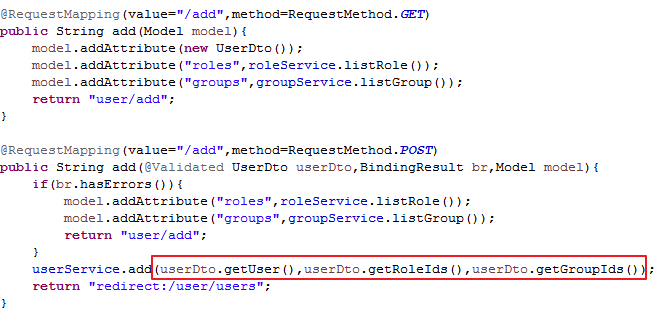 @RequestMapping(value="/add",method=RequestMethod.GET)
public String add(Model model){
    model.addAttribute(new UserDto());
    model.addAttribute("roles",roleService.listRole());
    model.addAttribute("groups",groupService.listGroup());
    return "user/add";
}
@RequestMapping(value="/add",method=RequestMethod.POST)
public String add(@Validated UserDto userDto,BindingResult br,Model model){
    if(br.hasErrors()){
        model.addAttribute("roles",roleService.listRole());
        model.addAttribute("groups",groupService.listGroup());
        return "user/add";
    }
    userService.add(userDto.getUser(),userDto.getRoleIds(),userDto.getGroupIds());
    return "redirect:/user/users";
}